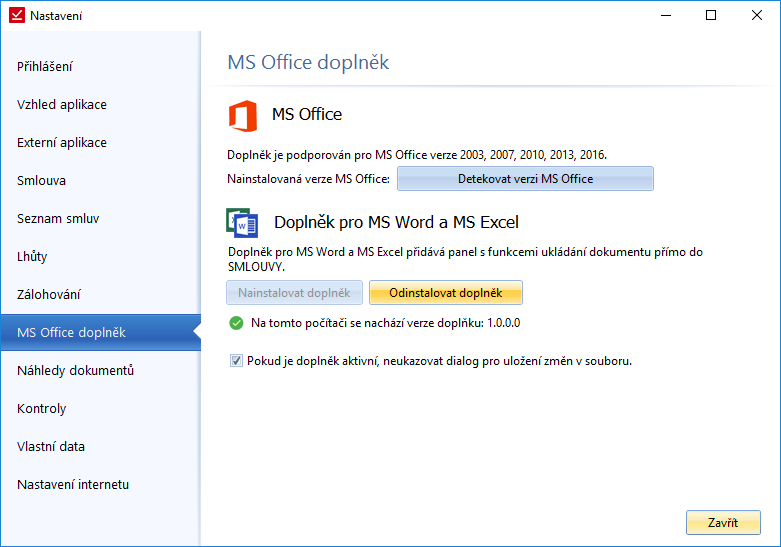 Nastavení
Přihlášení
Vzhled aplikace
Externí aplikace
Smlouva
Seznam smluv
Lhůty
Zálohování
MS Office doplněk
Náhledy dokumentů
Kontroly
Vlastní data
Nastavení internetu
MS Office doplněk
MS Office
Doplněk je podporován pro MS Office verze 2003, 2007, 2010, 2013, 2016.
Nainstalovaná verze MS Office: Detekovat verzi MS Office
Doplněk pro MS Word a MS Excel
Doplněk pro MS Word a MS Excel přidává panel s funkcemi ukládání dokumentu přímo do
SMLOUVY.
Nainstalovat doplněk Odinstalovat doplněk
Na tomto počítači se nachází verze doplňku: 1.0.0.0
Pokud je doplněk aktivní, neukazovat dialog pro uložení změn v souboru.
Zavřít